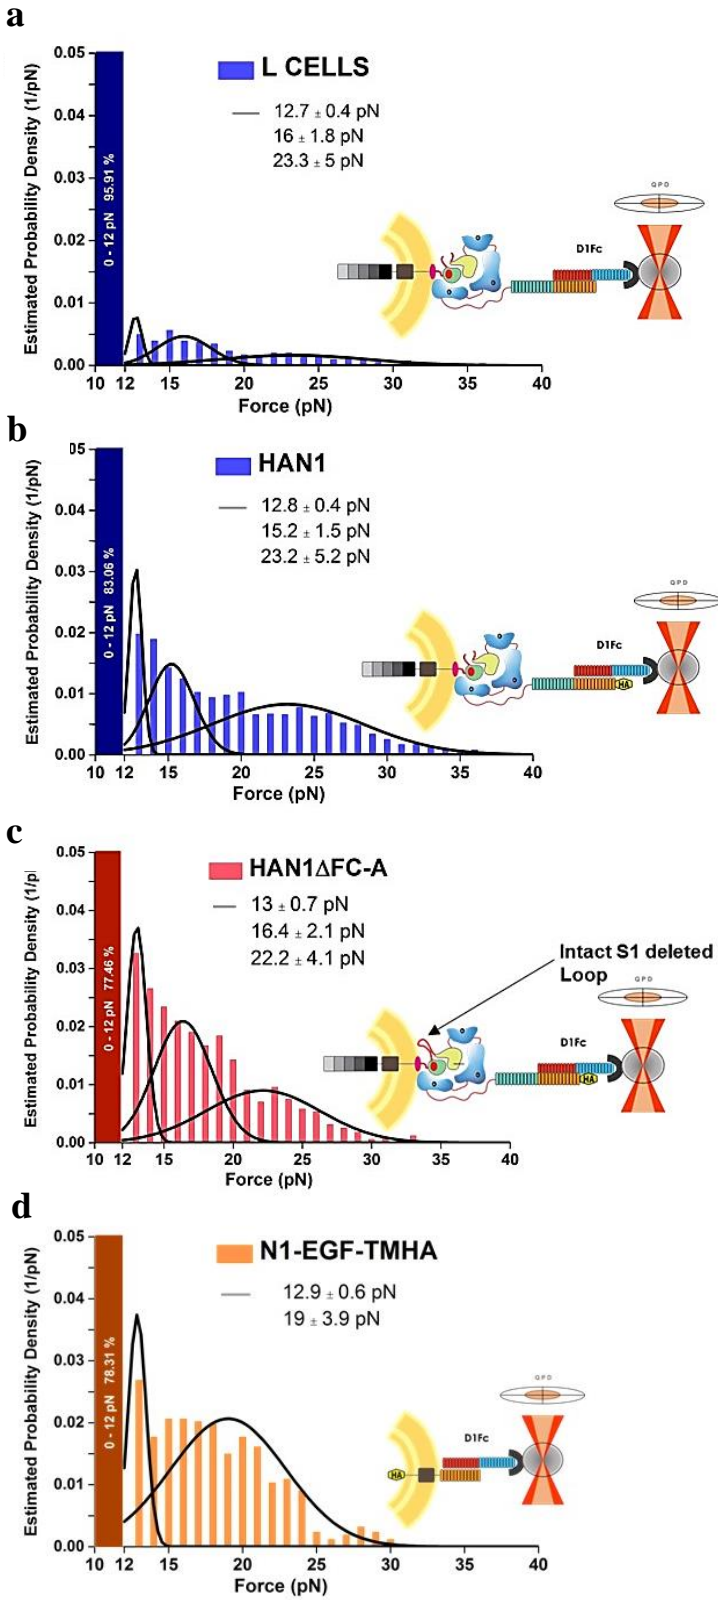 a
Estimated Probability Density (1/pN)
0.05
0.04
0.03
0.02
0.01
0.00
0 - 12 pN 95.91 %
L CELLS
12.7 ± 0.4 pN
16 ± 1.8 pN
23.3 ± 5 pN
QPD
D1Fc
10 12 15 20 25 30 35 40
Force (pN)
b
Estimated Probability Density (1/pN)
05
0.04
0.03
0.02
0.01
0.00
0 - 12 pN 83.06 %
HAN1
12.8 ± 0.4 pN
15.2 ± 1.5 pN
23.2 ± 5.2 pN
QPD
D1Fc
HA
10 12 15 20 25 30 35 40
Force (pN)
c
Estimated Probability Density (1/p
0.05
0.04
0.03
0.02
0.01
0.00
0 - 12 pN 77.46 %
HAN1ΔFC-A
13 ± 0.7 pN
16.4 ± 2.1 pN
22.2 ± 4.1 pN
Intact S1 deleted
Loop
QPD
D1Fc
HA
10 12 15 20 25 30 35 40
Force (pN)
d
Estimated Probability Density (1/pN)
0.05
0.04
0.03
0.02
0.01
0.00
0 - 12 pN 78.31 %
N1-EGF-TMHA
12.9 ± 0.6 pN
19 ± 3.9 pN
QPD
D1Fc
HA
10 12 15 20 25 30 35 40
Force (pN)